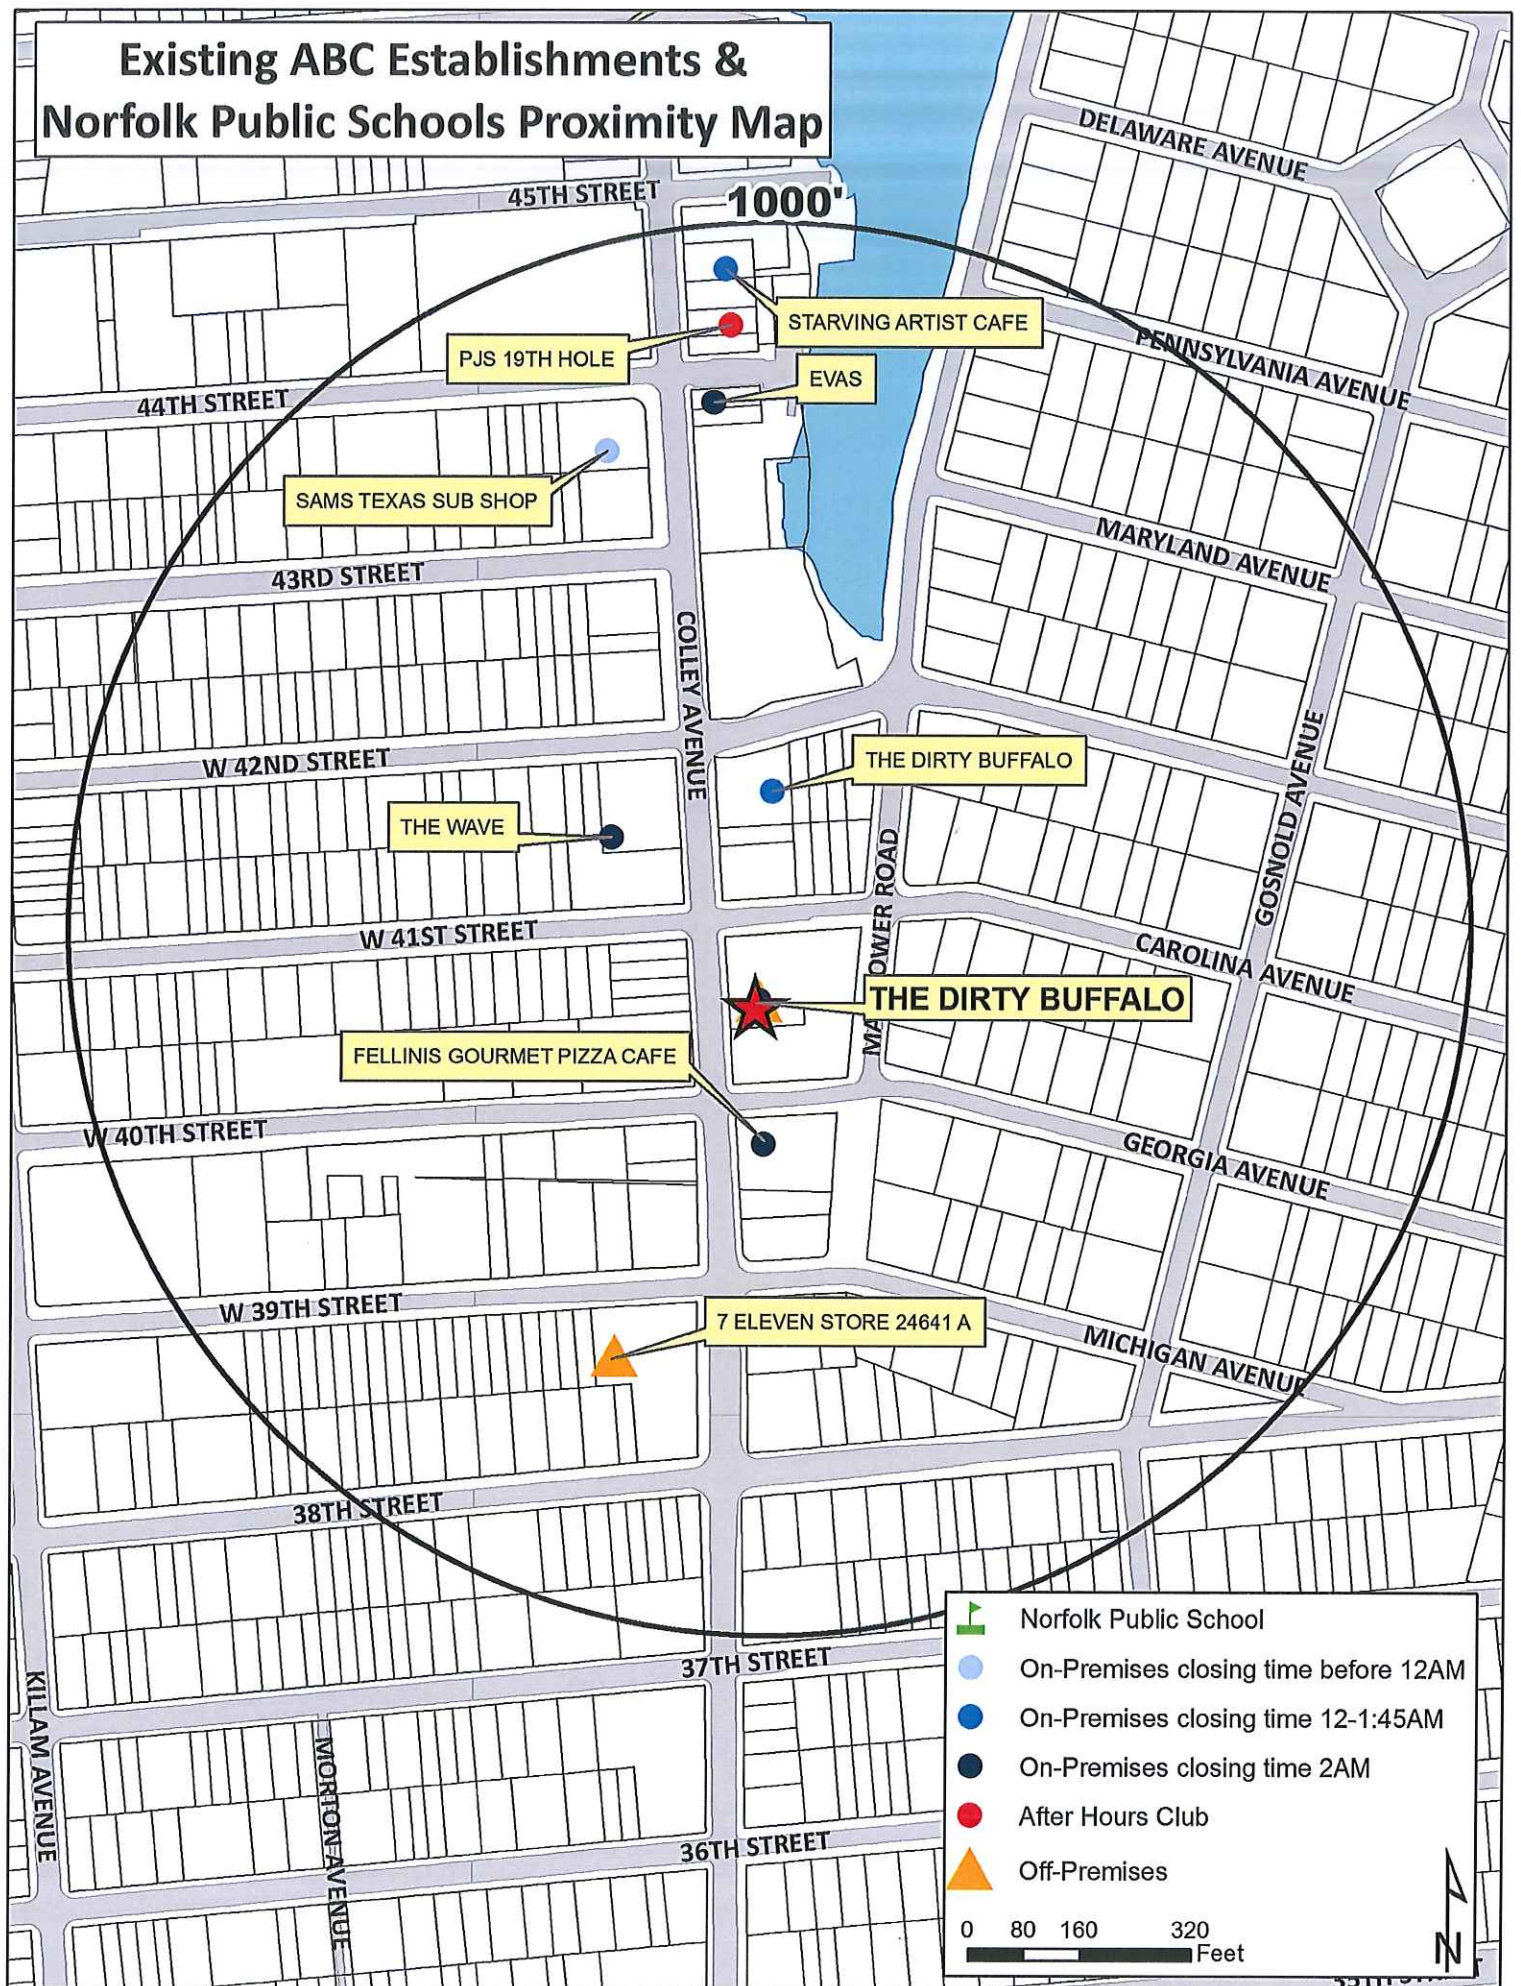 Existing ABC Establishments &
Norfolk Public Schools Proximity Map
DELAWARE AVENUE
45TH STREET
1000'
STARVING ARTIST CAFE
PJS 19TH HOLE
PENNSYLVANIA AVENUE
EVAS
44TH STREET
SAMS TEXAS SUB SHOP
MARYLAND AVENUE
43RD STREET
COLLEY AVENUE
W 42ND STREET
THE DIRTY BUFFALO
GOSNOLD AVENUE
THE WAVE
W 41ST STREET
CAROLINA AVENUE
ROAD
THE DIRTY BUFFALO
FELLINIS GOURMET PIZZA CAFE
W 40TH STREET
GEORGIA AVENUE
W 39TH STREET
7 ELEVEN STORE 24641 A
MICHIGAN AVENUE
38TH STREET
37TH STREET
KILLAM AVENUE
MORTON AVENUE
36TH STREET
Norfolk Public School
On-Premises closing time before 12AM
On-Premises closing time 12-1:45AM
On-Premises closing time 2AM
After Hours Club
Off-Premises
0 80 160 320
Feet
N